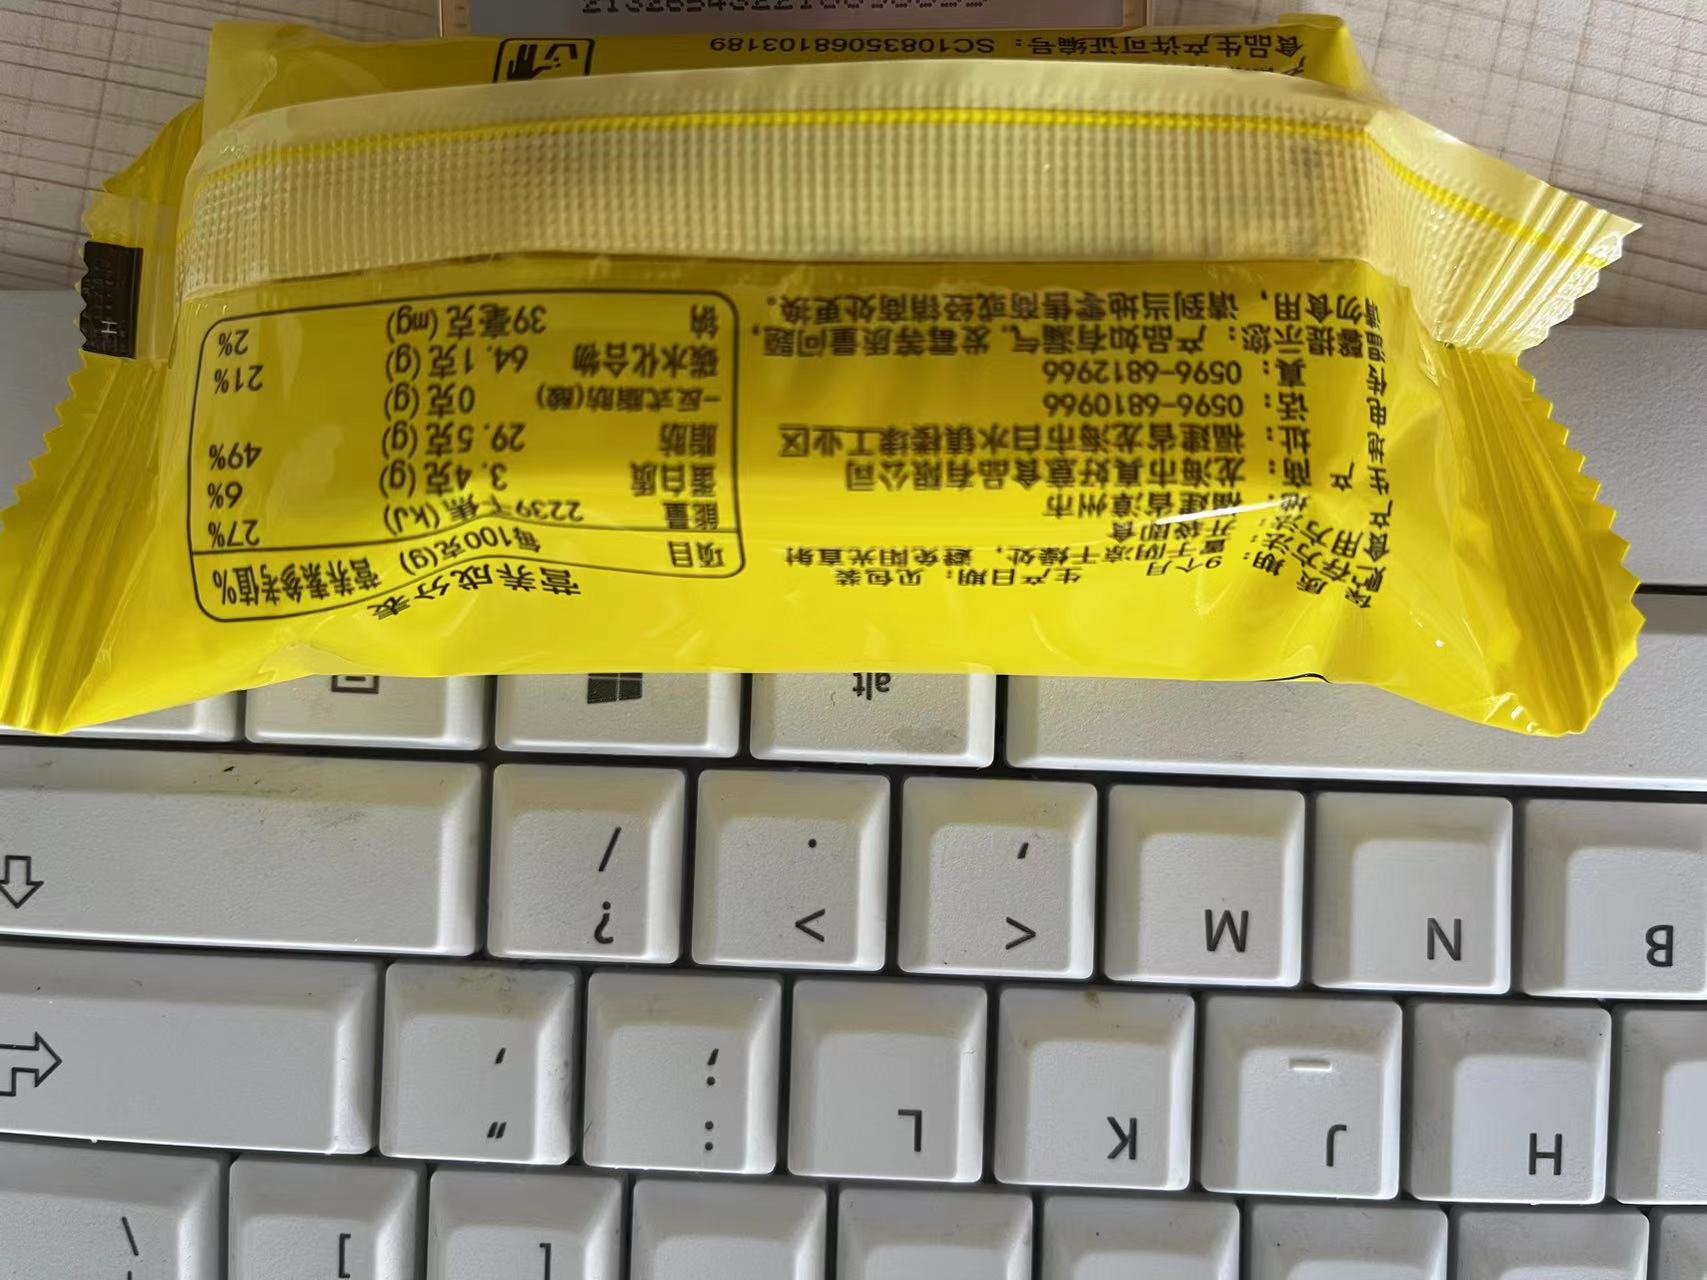 [ ] \
H J K L : ; " '
B N M < , > . ? /
alt
营养成分表
项目 每100克(g) 营养素参考值%
能量 2239千焦(kJ) 27%
蛋白质 3.4克(g) 6%
脂肪 29.5克(g) 49%
-反式脂肪(酸) 0克(g)
碳水化合物 64.1克(g) 21%
钠 39毫克(mg) 2%
质期：9个月 生产日期：见包装
存方法：置于阴凉干燥处，避免阳光直射
食用方法：开袋即食
产地：福建省漳州市
生产商：龙海市真好意食品有限公司
地址：福建省龙海市白水镇楼埭工业区
电话：0596-6810966
传真：0596-6812966
温馨提示您：产品如有漏气、发霉等质量问题，
请勿食用，请到当地零售商或经销商处更换。
食品生产许可证编号：SC10835068103189